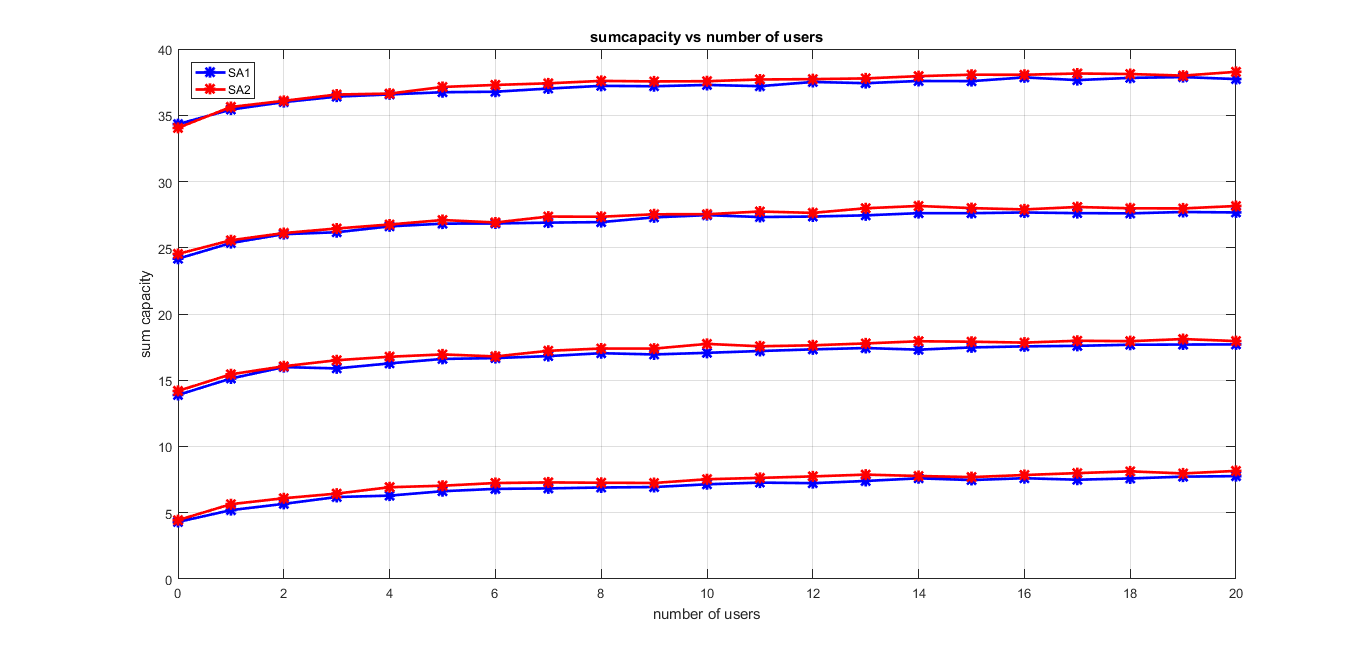 sumcapacity vs number of users
SA1
SA2
40
35
30
25
20
15
10
5
0
sum capacity
0 2 4 6 8 10 12 14 16 18 20
number of users